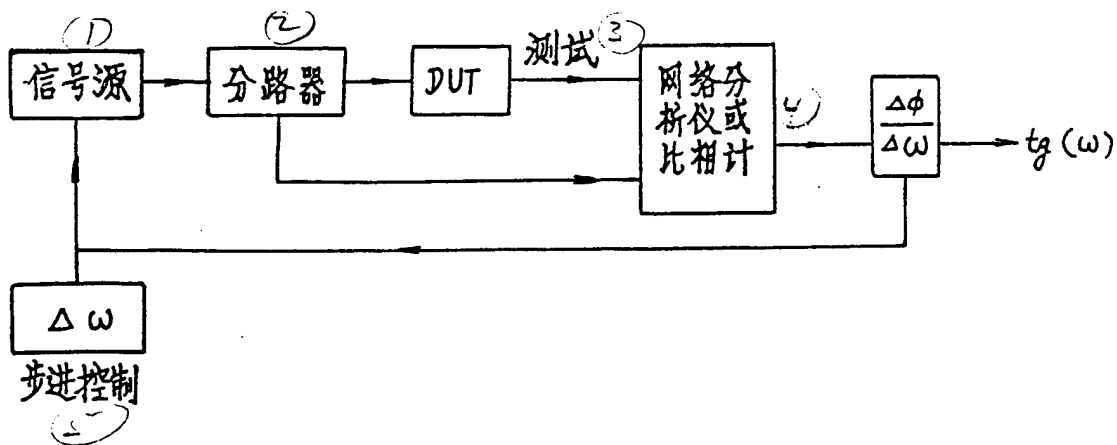 ①
信号源
②
分路器
DUT
测试
③
网络分
析仪或
比相计
④
Δϕ
Δω
tg(ω)
Δω
步进控制